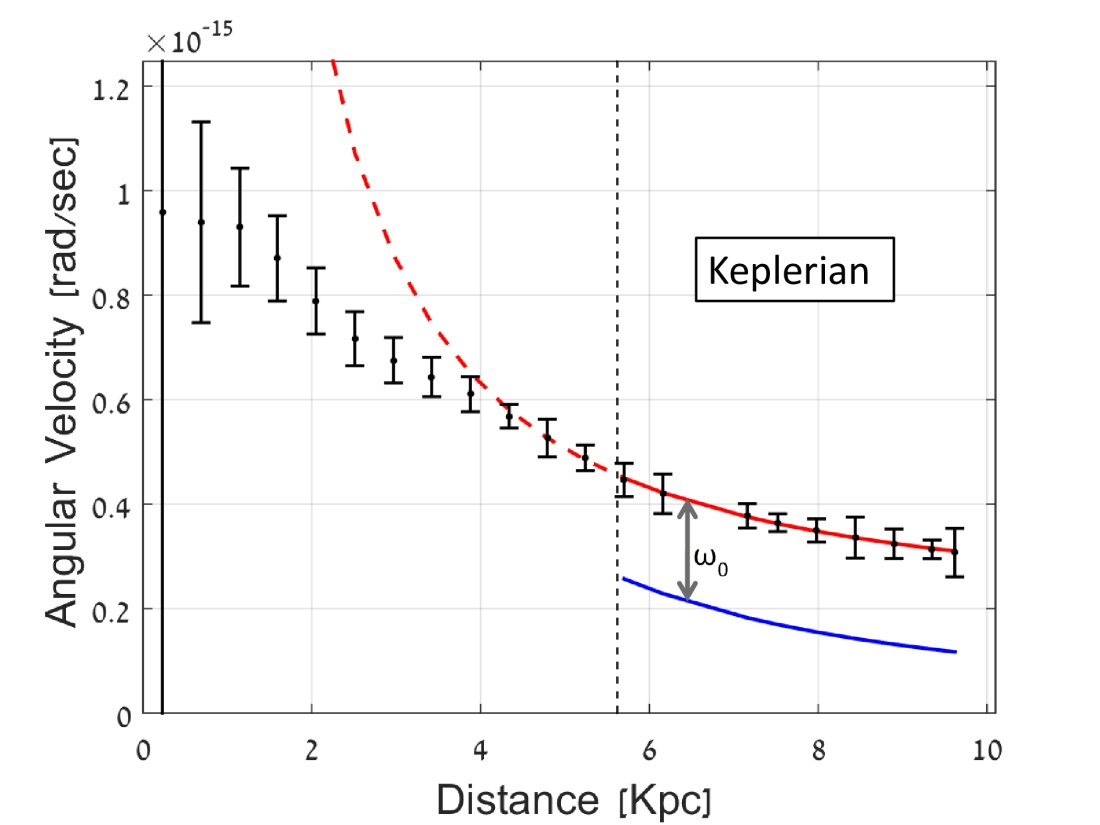 ×10⁻¹⁵
1.2
1
0.8
0.6
0.4
0.2
0
Angular Velocity [rad/sec]
Keplerian
ω₀
0 2 4 6 8 10
Distance [Kpc]